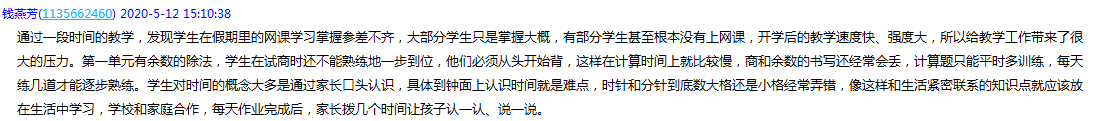 钱燕芳(1135662460) 2020-5-12 15:10:38
通过一段时间的教学，发现学生在假期里的网课学习掌握参差不齐，大部分学生只是掌握大概，有部分学生甚至根本没有上网课，开学后的教学速度快、强度大，所以给教学工作带来了很
大的压力。第一单元有余数的除法，学生在试商时还不能熟练地一步到位，他们必须从头开始背，这样在计算时间上就比较慢，商和余数的书写还经常会丢，计算题只能平时多训练，每天
练几道才能逐步熟练。学生对时间的概念大多是通过家长口头认识，具体到钟面上认识时间就是难点，时针和分针到底数大格还是小格经常弄错，像这样和生活紧密联系的知识点就应该放
在生活中学习，学校和家庭合作，每天作业完成后，家长拨几个时间让孩子认一认、说一说。